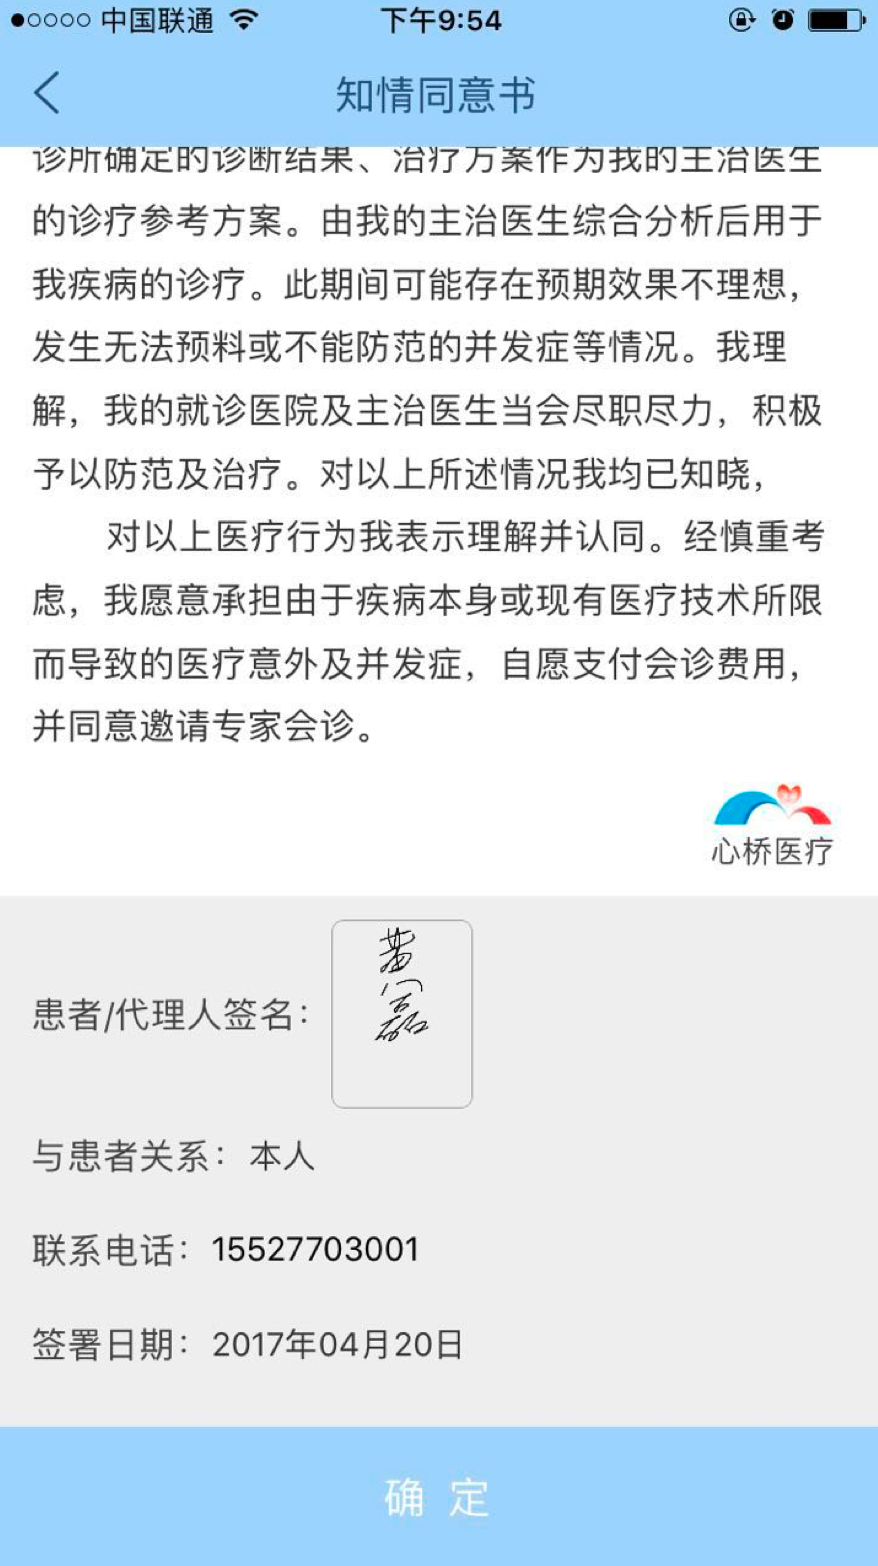 中国联通 下午9:54
知情同意书
诊所确定的诊断结果、治疗方案作为我的主治医生
的诊疗参考方案。由我的主治医生综合分析后用于
我疾病的诊疗。此期间可能存在预期效果不理想，
发生无法预料或不能防范的并发症等情况。我理
解，我的就诊医院及主治医生当会尽职尽力，积极
予以防范及治疗。对以上所述情况我均已知晓，
对以上医疗行为我表示理解并认同。经慎重考
虑，我愿意承担由于疾病本身或现有医疗技术所限
而导致的医疗意外及并发症，自愿支付会诊费用，
并同意邀请专家会诊。
心桥医疗
患者/代理人签名：
与患者关系：本人
联系电话：15527703001
签署日期：2017年04月20日
确 定